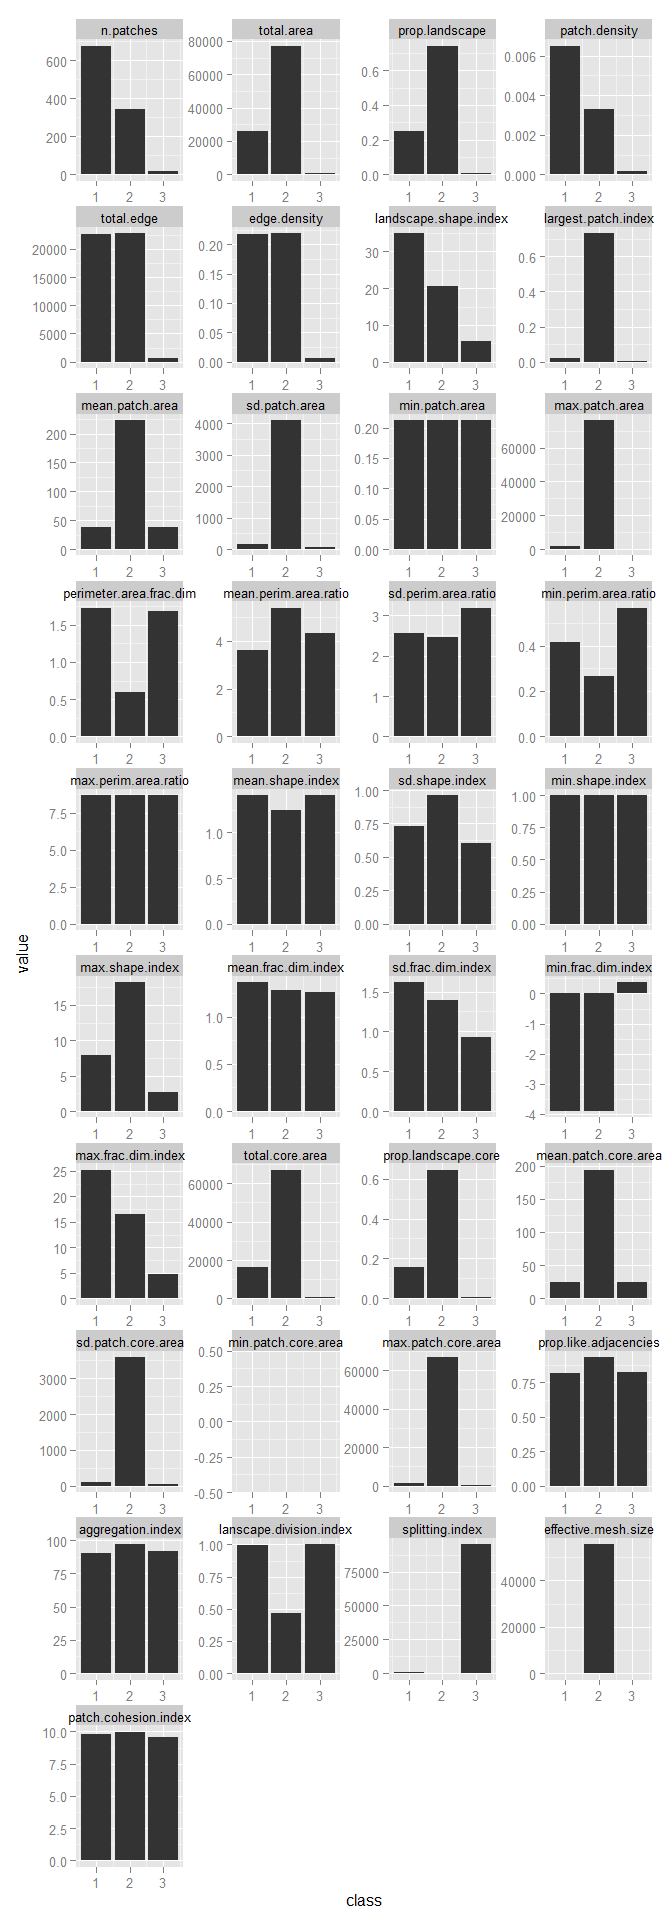 n.patches total.area prop.landscape patch.density
600 80000 0.6 0.006
400 60000 0.4 0.004
200 40000 0.2 0.002
0 20000 0.0 0.000
0
1 2 3 1 2 3 1 2 3 1 2 3
total.edge edge.density landscape.shape.index largest.patch.index
20000 0.20 30 0.6
15000 0.15 20 0.4
10000 0.10 10 0.2
5000 0.05 0 0.0
0 0.00
1 2 3 1 2 3 1 2 3 1 2 3
mean.patch.area sd.patch.area min.patch.area max.patch.area
200 4000 0.20 60000
150 3000 0.15 40000
100 2000 0.10 20000
50 1000 0.05 0
0 0 0.00
1 2 3 1 2 3 1 2 3 1 2 3
perimeter.area.frac.dim mean.perim.area.ratio sd.perim.area.ratio min.perim.area.ratio
1.5 4 3 0.4
1.0 2 2 0.2
0.5 0 1 0.0
0.0 0
1 2 3 1 2 3 1 2 3 1 2 3
max.perim.area.ratio mean.shape.index sd.shape.index min.shape.index
7.5 1.0 1.00 1.00
5.0 0.5 0.75 0.75
2.5 0.0 0.50 0.50
0.0 0.25 0.25
0.00 0.00
1 2 3 1 2 3 1 2 3 1 2 3
max.shape.index mean.frac.dim.index sd.frac.dim.index min.frac.dim.index
15 1.0 1.5 0
10 0.5 1.0 -1
5 0.0 0.5 -2
0 0.0 -3
-4
1 2 3 1 2 3 1 2 3 1 2 3
max.frac.dim.index total.core.area prop.landscape.core mean.patch.core.area
25 60000 0.6 200
20 40000 0.4 150
15 20000 0.2 100
10 0 0.0 50
5 0
0
1 2 3 1 2 3 1 2 3 1 2 3
sd.patch.core.area min.patch.core.area max.patch.core.area prop.like.adjacencies
3000 0.50 60000 0.75
2000 0.25 40000 0.50
1000 0.00 20000 0.25
0 -0.25 0 0.00
-0.50
1 2 3 1 2 3 1 2 3 1 2 3
aggregation.index lanscape.division.index splitting.index effective.mesh.size
100 1.00 75000 40000
75 0.75 50000 20000
50 0.50 25000 0
25 0.25 0
0 0.00
1 2 3 1 2 3 1 2 3 1 2 3
patch.cohesion.index
10.0
7.5
5.0
2.5
0.0
1 2 3
value
class